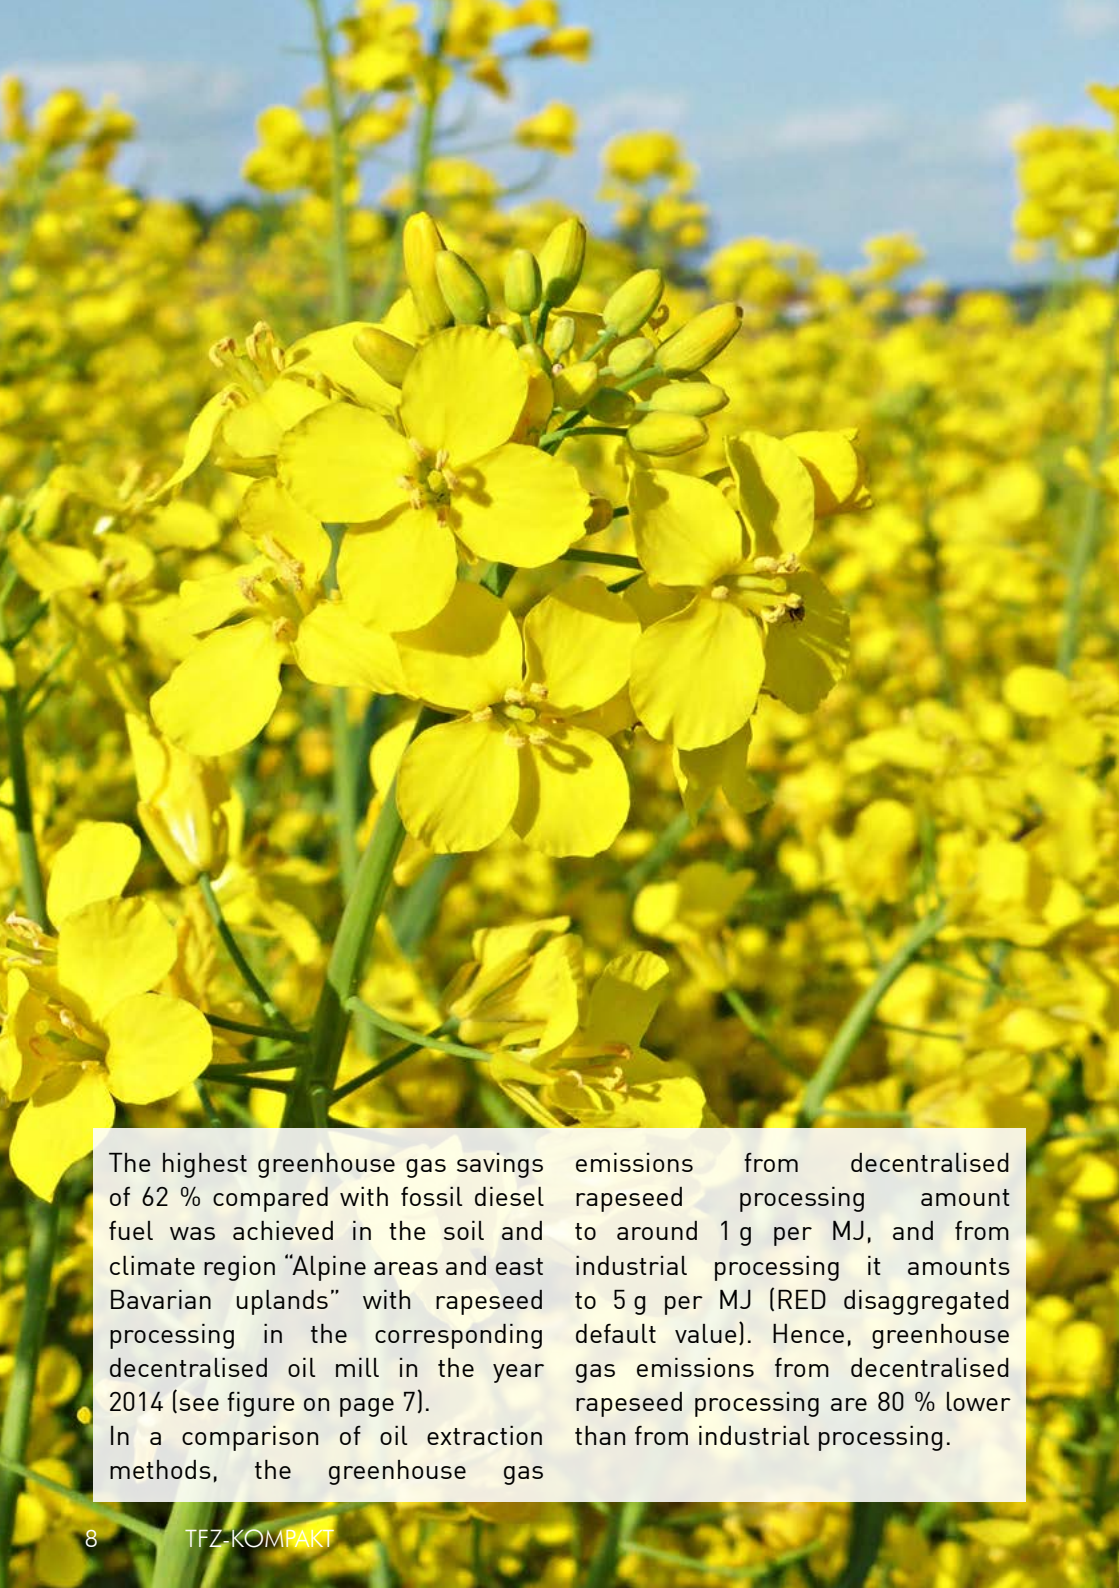 The highest greenhouse gas savings
of 62 % compared with fossil diesel
fuel was achieved in the soil and
climate region “Alpine areas and east
Bavarian uplands” with rapeseed
processing in the corresponding
decentralised oil mill in the year
2014 (see figure on page 7).
In a comparison of oil extraction
methods, the greenhouse gas
emissions from decentralised
rapeseed processing amount
to around 1 g per MJ, and from
industrial processing it amounts
to 5 g per MJ (RED disaggregated
default value). Hence, greenhouse
gas emissions from decentralised
rapeseed processing are 80 % lower
than from industrial processing.
8 TFZ-KOMPAKT